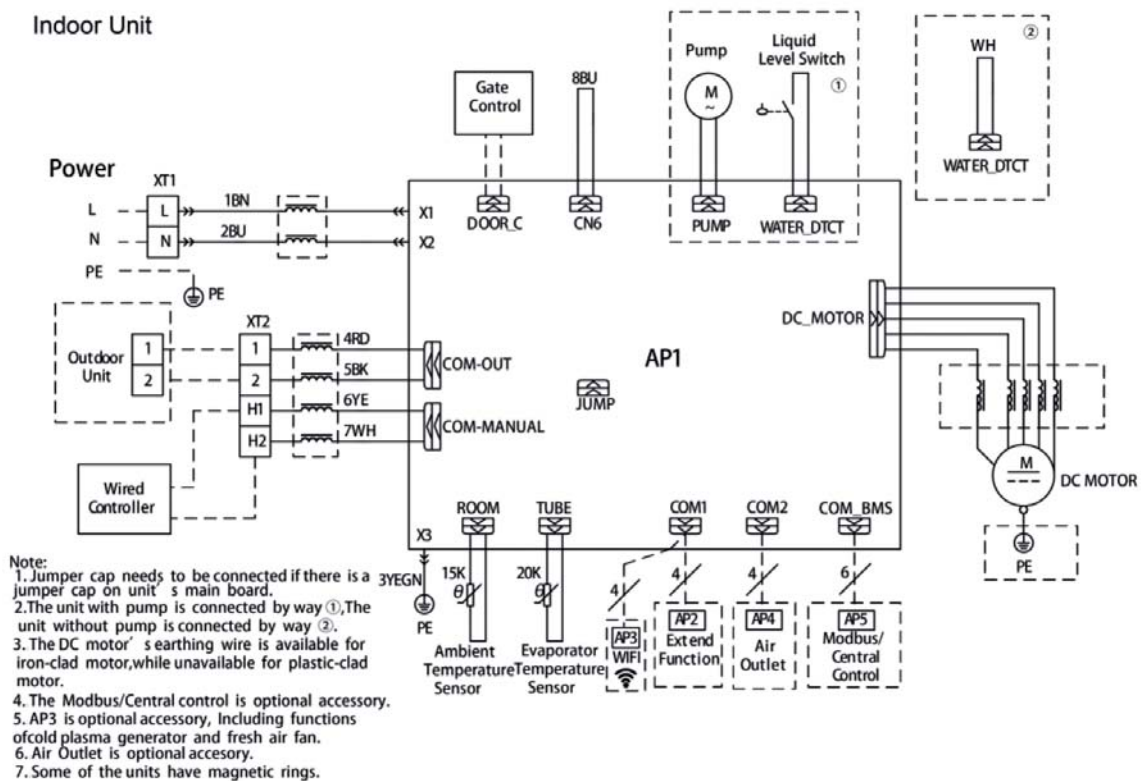 Indoor Unit
Pump
Liquid
Level Switch
①
WH
②
WATER_DTCT
Gate
Control
8BU
M
~
Power
XT1
L
L
1BN
X1
DOOR_C
CN6
PUMP
WATER_DTCT
N
N
2BU
X2
PE
PE
XT2
Outdoor
Unit
1
2
1
2
H1
H2
4RD
5BK
6YE
7WH
COM-OUT
COM-MANUAL
AP1
JUMP
DC_MOTOR
M
DC MOTOR
PE
Wired
Controller
X3
ROOM
TUBE
COM1
COM2
COM_BMS
3YEGN
PE
15K
θ
20K
θ
4
4
4
6
Ambient
Temperature
Sensor
Evaporator
Temperature
Sensor
AP3
WIFI
AP2
Extend
Function
AP4
Air
Outlet
AP5
Modbus/
Central
Control
Note:
1. Jumper cap needs to be connected if there is a
jumper cap on unit' s main board.
2.The unit with pump is connected by way ①,The
unit without pump is connected by way ②.
3. The DC motor' s earthing wire is available for
iron-clad motor,while unavailable for plastic-clad
motor.
4. The Modbus/Central control is optional accessory.
5. AP3 is optional accessory, Including functions
ofcold plasma generator and fresh air fan.
6. Air Outlet is optional accesory.
7. Some of the units have magnetic rings.